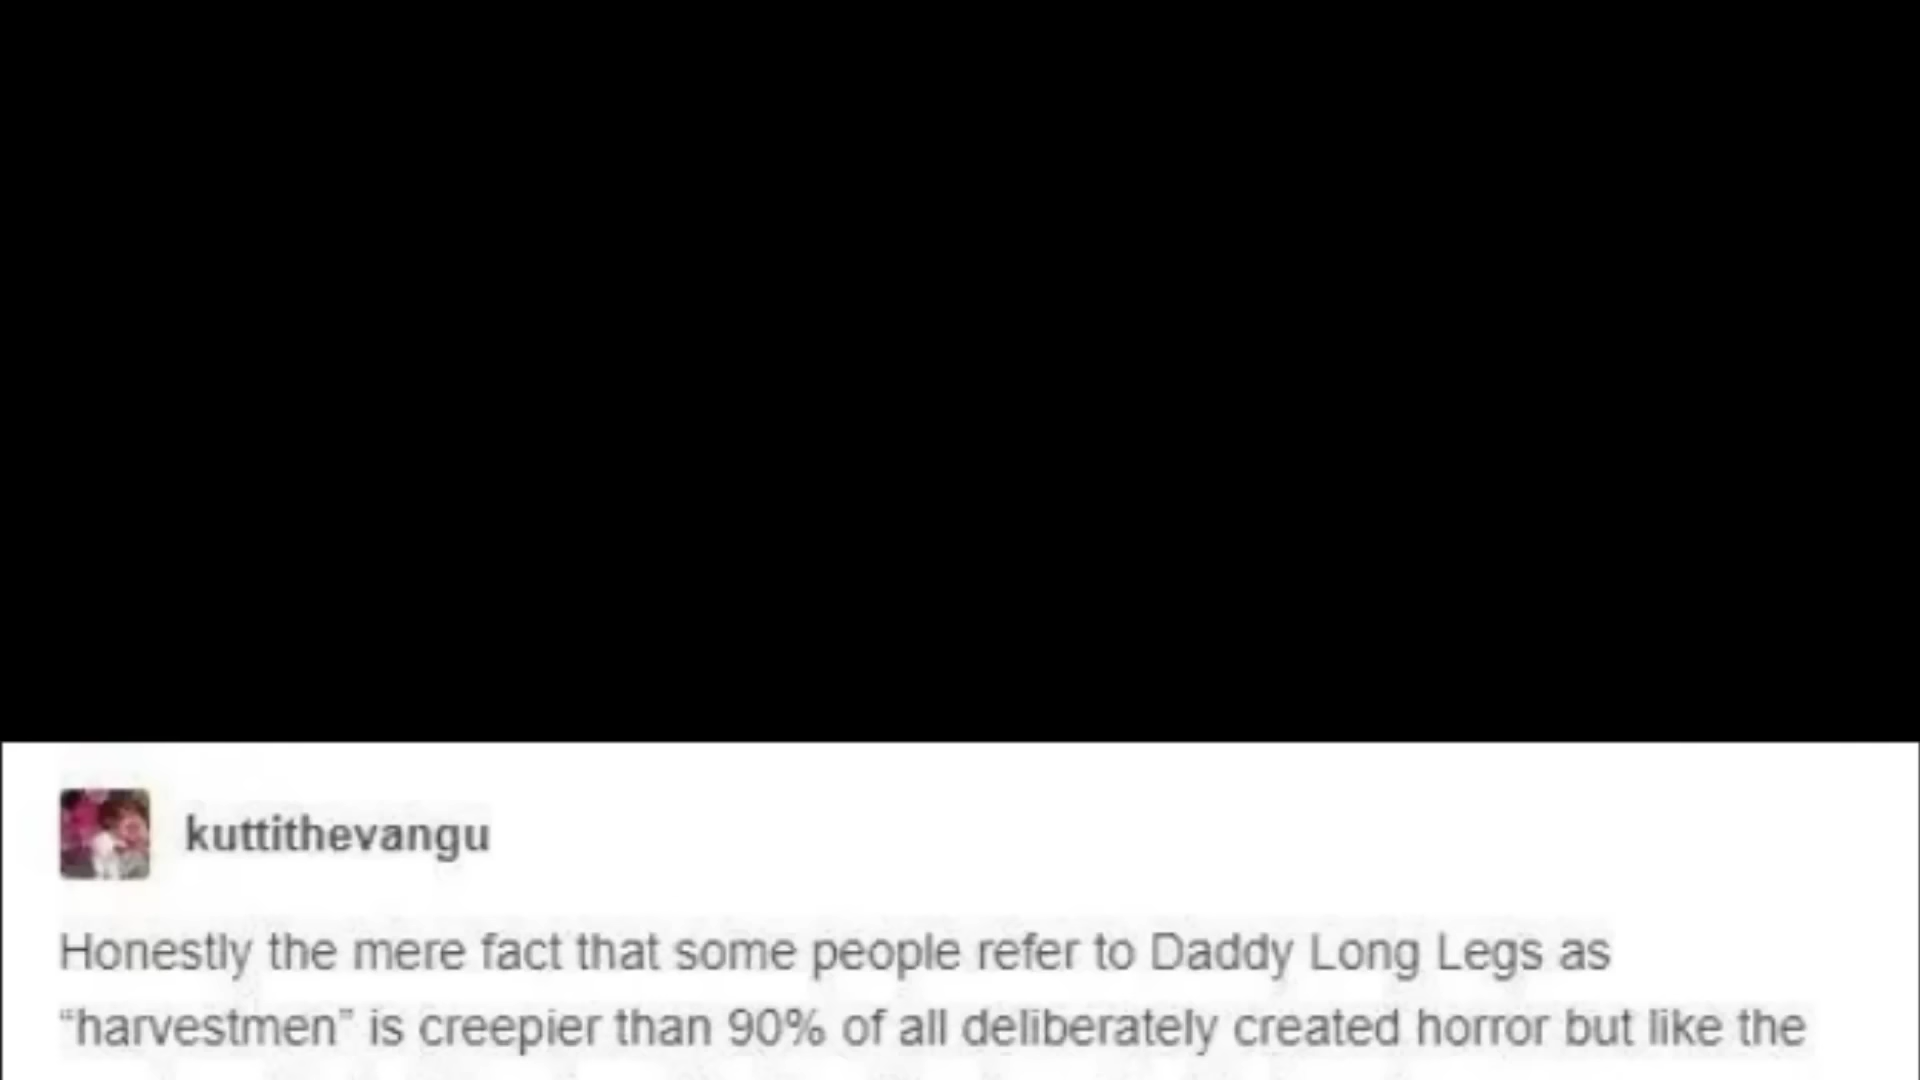 kuttithevangu
Honestly the mere fact that some people refer to Daddy Long Legs as
“harvestmen” is creepier than 90% of all deliberately created horror but like the